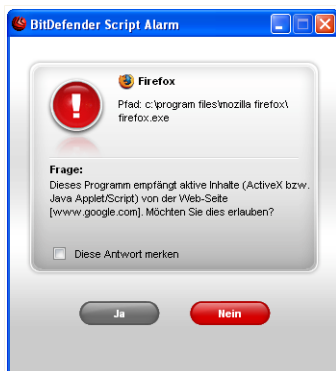 BitDefender Script Alarm
Firefox
Pfad: c:\program files\mozilla firefox\
firefox.exe
Frage:
Dieses Programm empfängt aktive Inhalte (ActiveX bzw.
Java Applet/Script) von der Web-Seite
[www.google.com]. Möchten Sie dies erlauben?
Diese Antwort merken
Ja
Nein